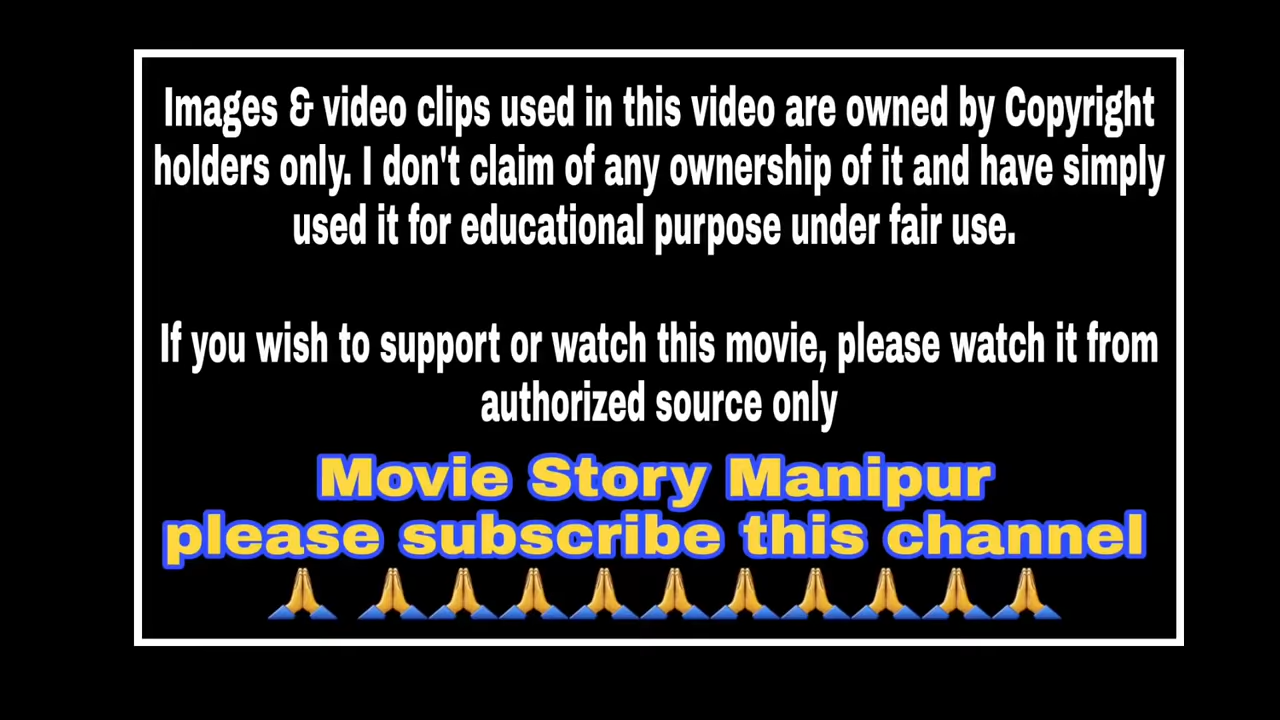 Images & video clips used in this video are owned by Copyright
holders only. I don't claim of any ownership of it and have simply
used it for educational purpose under fair use.
If you wish to support or watch this movie, please watch it from
authorized source only
Movie Story Manipur
please subscribe this channel
🙏 🙏🙏🙏🙏🙏🙏🙏🙏🙏🙏